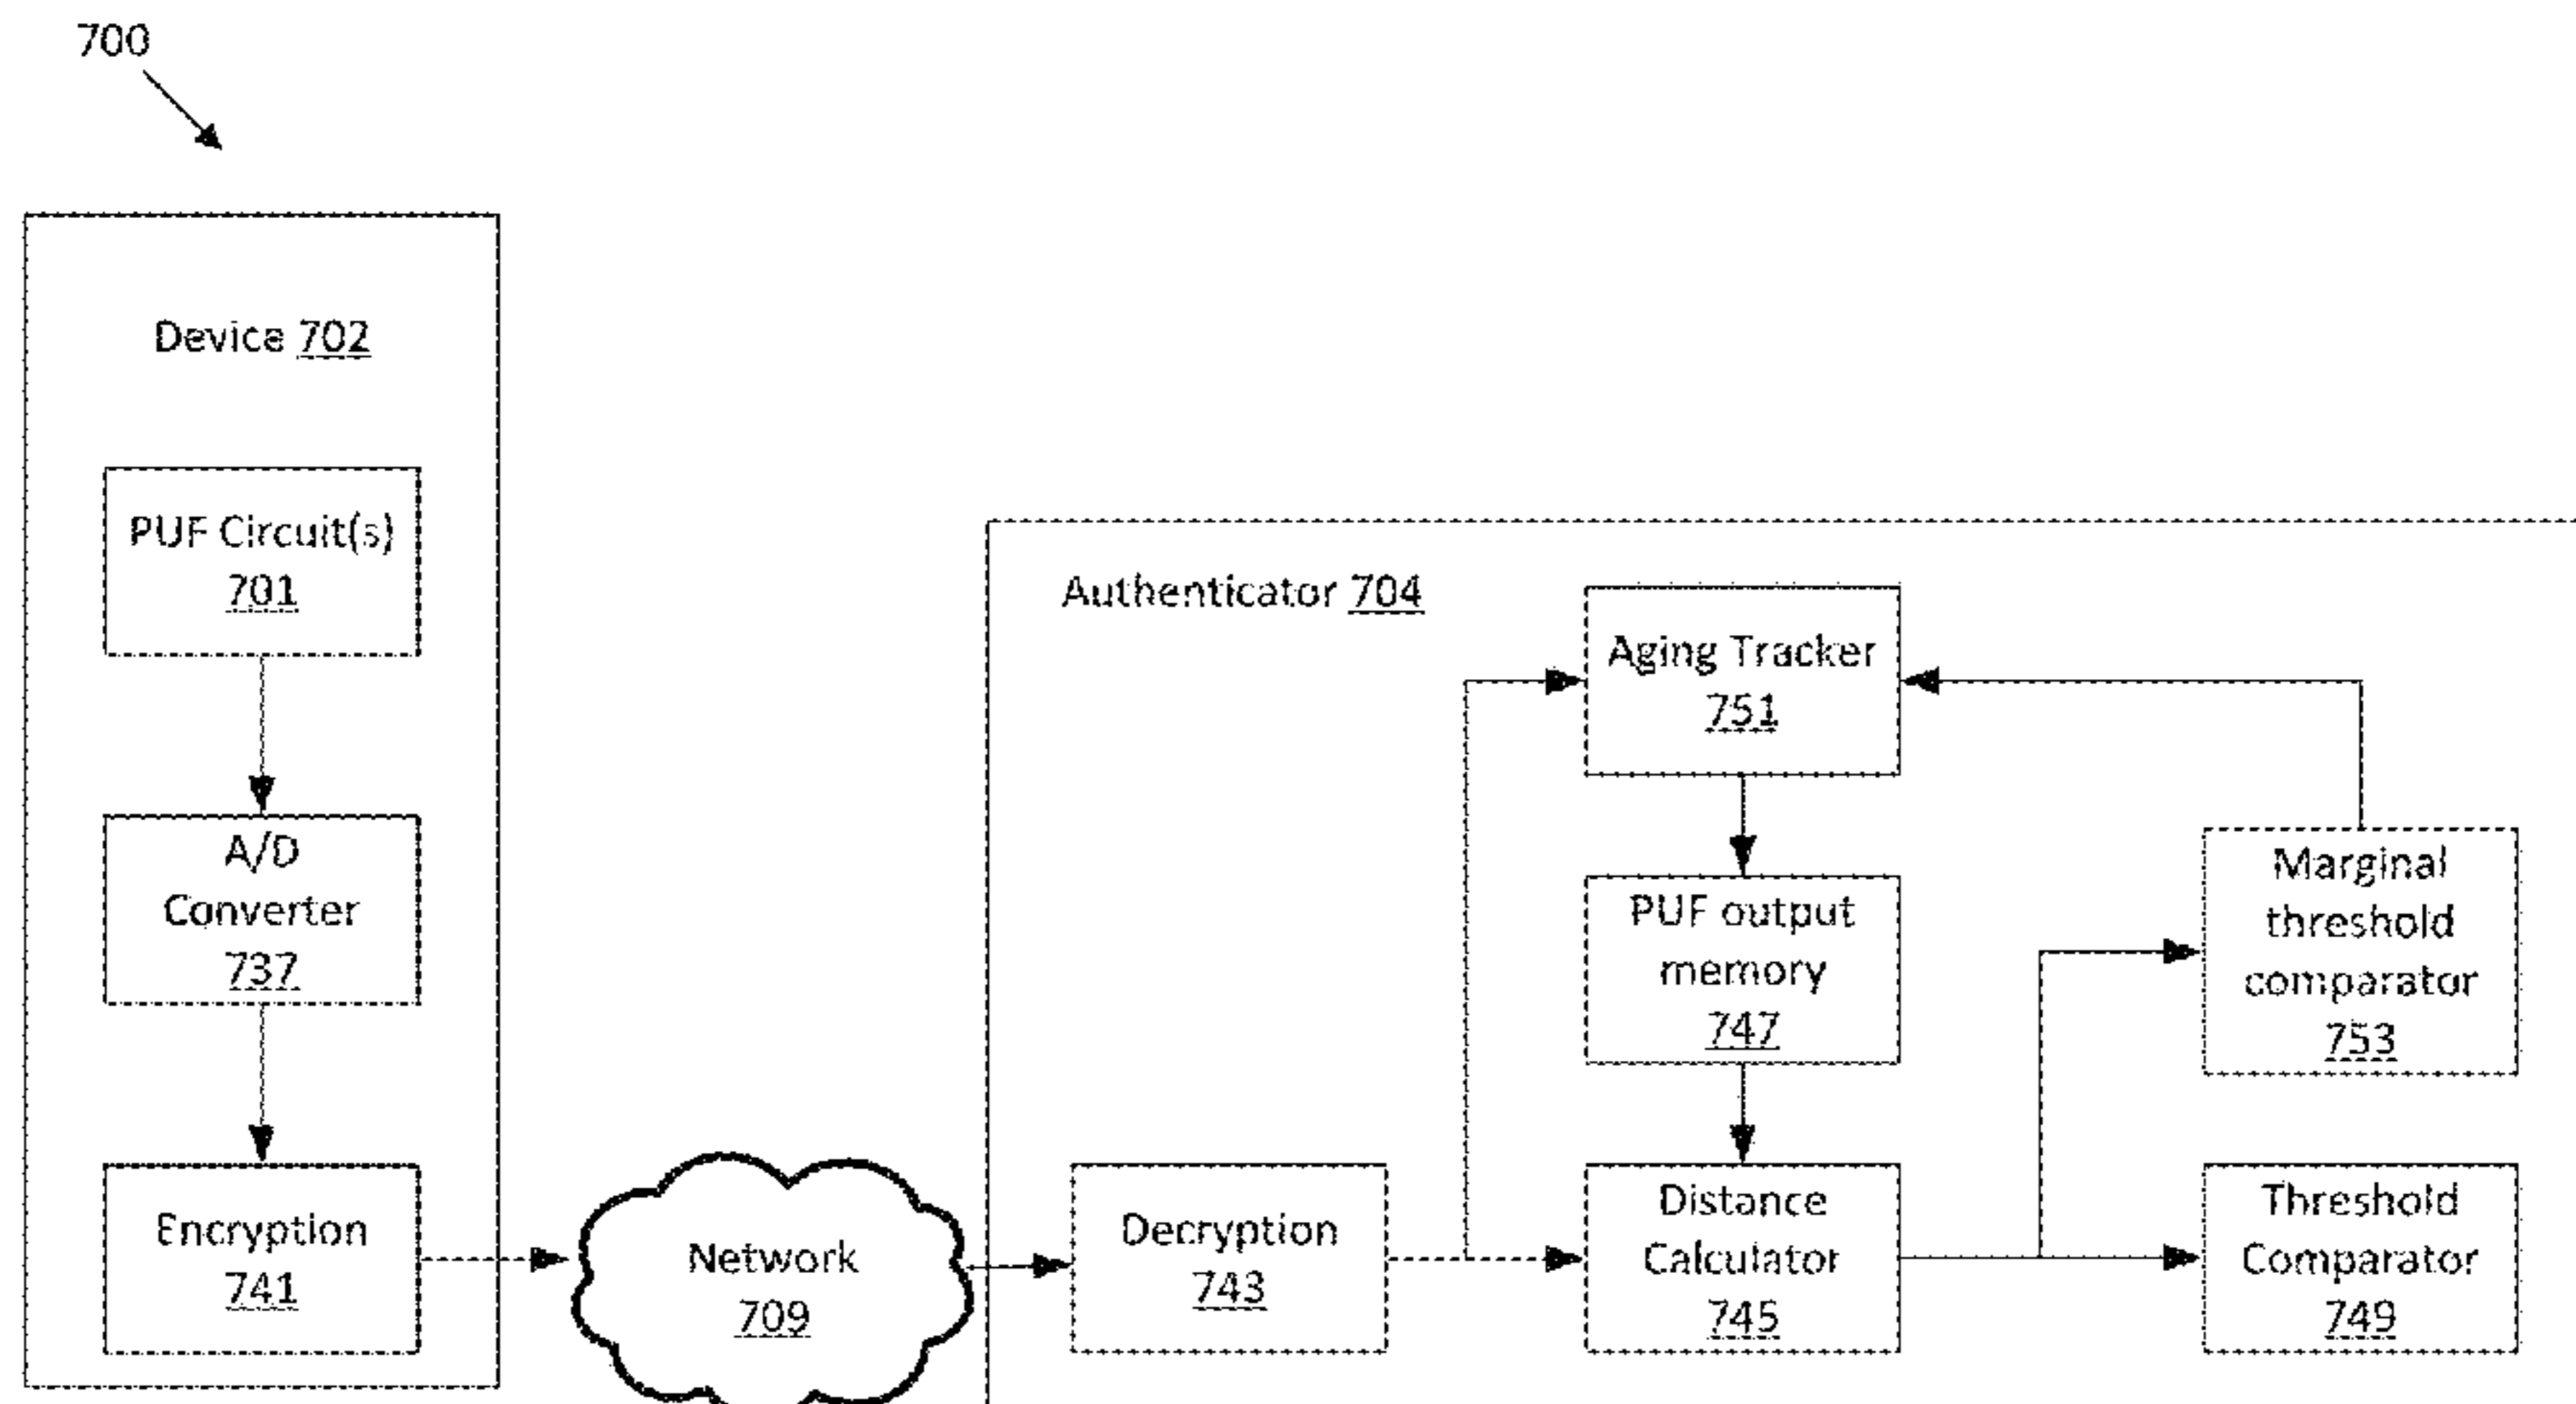 700
Device 702
PUF Circuit(s)
701
A/D
Converter
737
Encryption
741
Network
709
Authenticator 704
Decryption
743
Aging Tracker
751
PUF output
memory
747
Distance
Calculator
745
Marginal
threshold
comparator
753
Threshold
Comparator
749